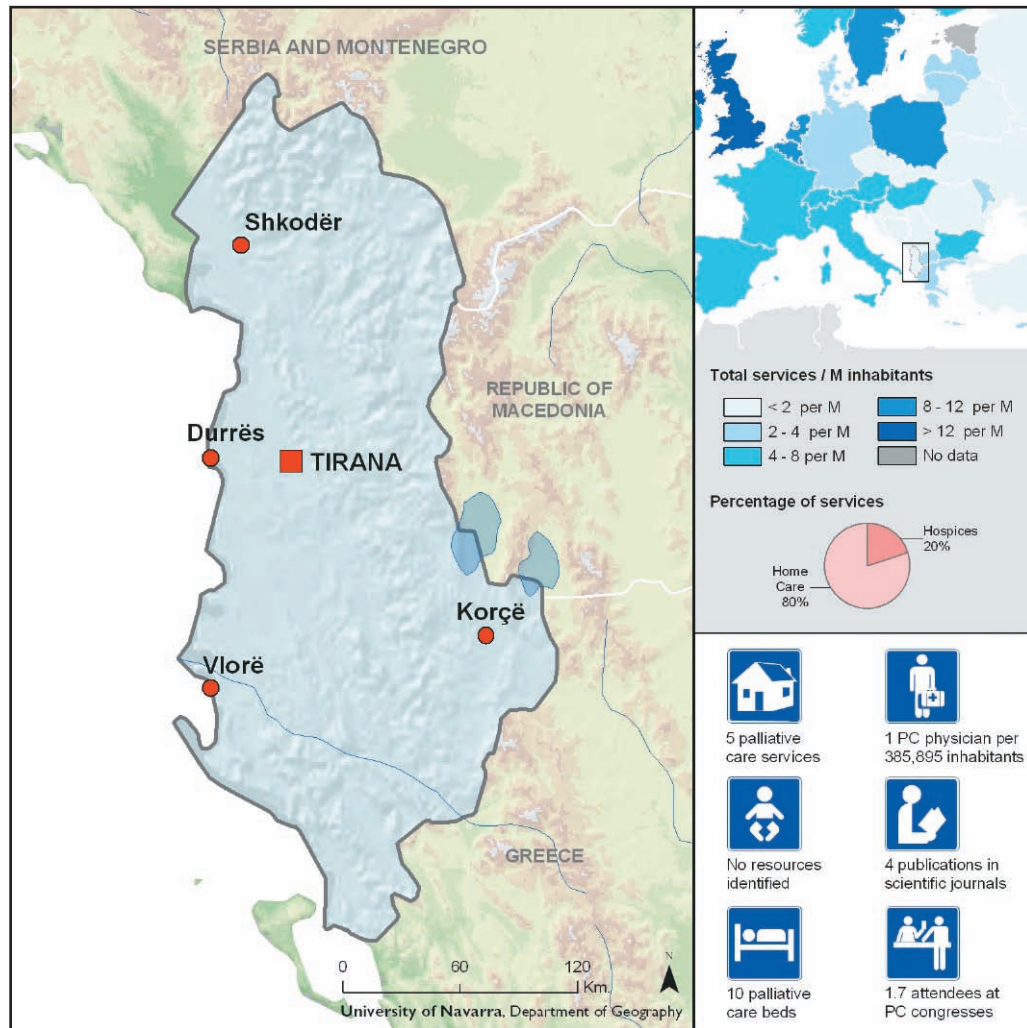 SERBIA AND MONTENEGRO
Shkodër
REPUBLIC OF
MACEDONIA
Durrës
TIRANA
Korçë
Vlorë
GREECE
0 60 120
Km.
N
University of Navarra, Department of Geography
Total services / M inhabitants
< 2 per M
8 - 12 per M
2 - 4 per M
> 12 per M
4 - 8 per M
No data
Percentage of services
Hospices
20%
Home
Care
80%
5 palliative
care services
1 PC physician per
385,895 inhabitants
No resources
identified
4 publications in
scientific journals
10 palliative
care beds
1.7 attendees at
PC congresses